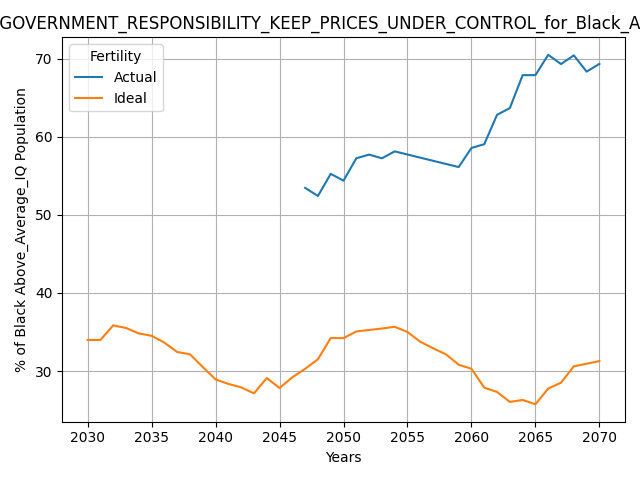 GOVERNMENT_RESPONSIBILITY_KEEP_PRICES_UNDER_CONTROL_for_Black_A
Fertility
Actual
Ideal
% of Black Above_Average_IQ Population
70
60
50
40
30
2030 2035 2040 2045 2050 2055 2060 2065 2070
Years